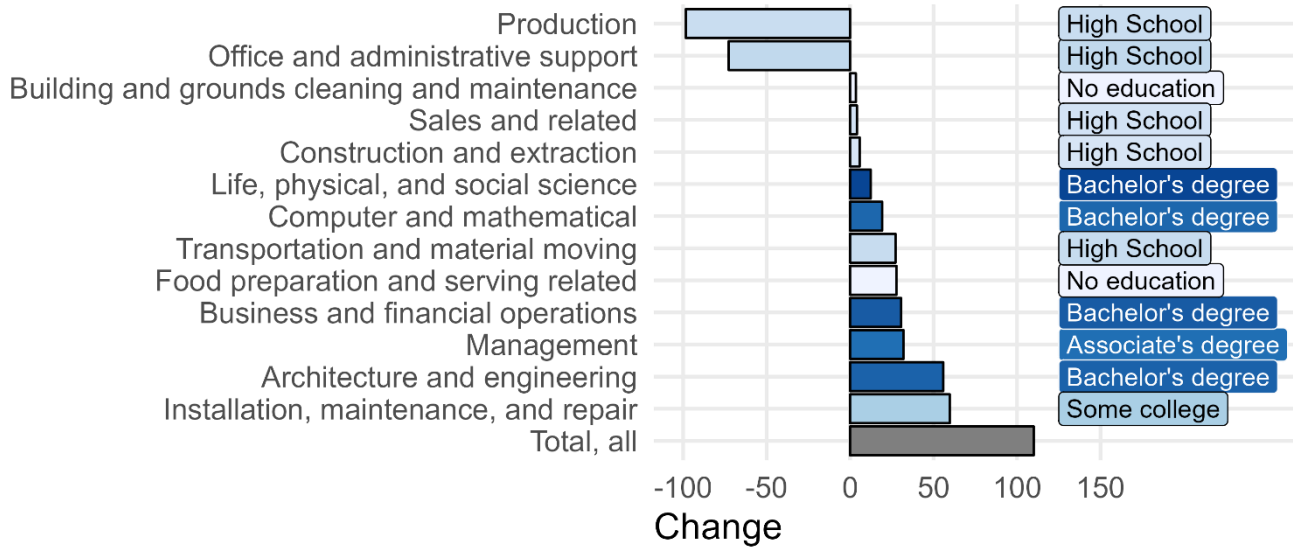 Production High School
Office and administrative support High School
Building and grounds cleaning and maintenance No education
Sales and related High School
Construction and extraction High School
Life, physical, and social science Bachelor's degree
Computer and mathematical Bachelor's degree
Transportation and material moving High School
Food preparation and serving related No education
Business and financial operations Bachelor's degree
Management Associate's degree
Architecture and engineering Bachelor's degree
Installation, maintenance, and repair Some college
Total, all
-100 -50 0 50 100 150
Change